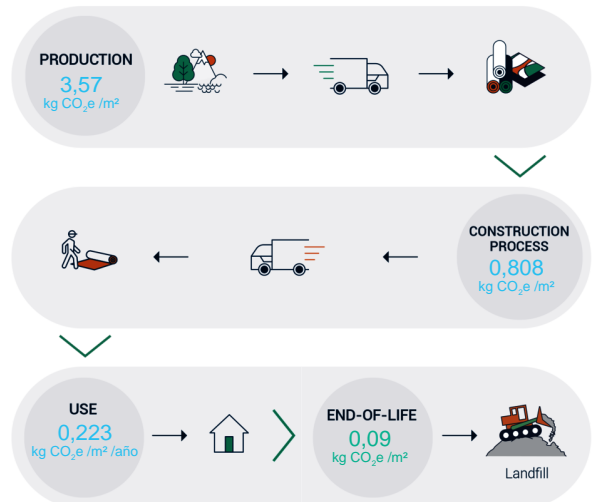 PRODUCTION
3,57
kg CO₂e /m²
CONSTRUCTION
PROCESS
0,808
kg CO₂e /m²
USE
0,223
kg CO₂e /m² /año
END-OF-LIFE
0,09
kg CO₂e /m²
Landfill